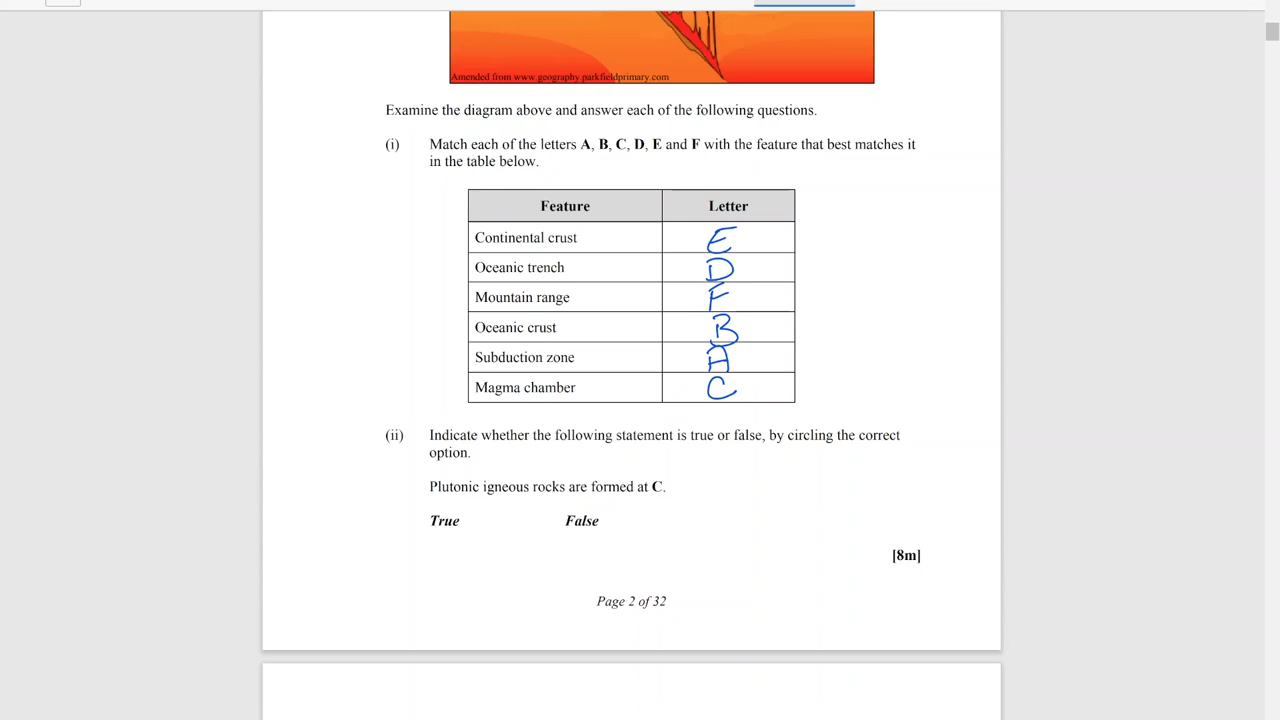 Amended from www.geography.parkfieldprimary.com
Examine the diagram above and answer each of the following questions.
(i) Match each of the letters A, B, C, D, E and F with the feature that best matches it
in the table below.
Feature Letter
Continental crust E
Oceanic trench D
Mountain range F
Oceanic crust B
Subduction zone A
Magma chamber C
(ii) Indicate whether the following statement is true or false, by circling the correct
option.
Plutonic igneous rocks are formed at C.
True False
[8m]
Page 2 of 32